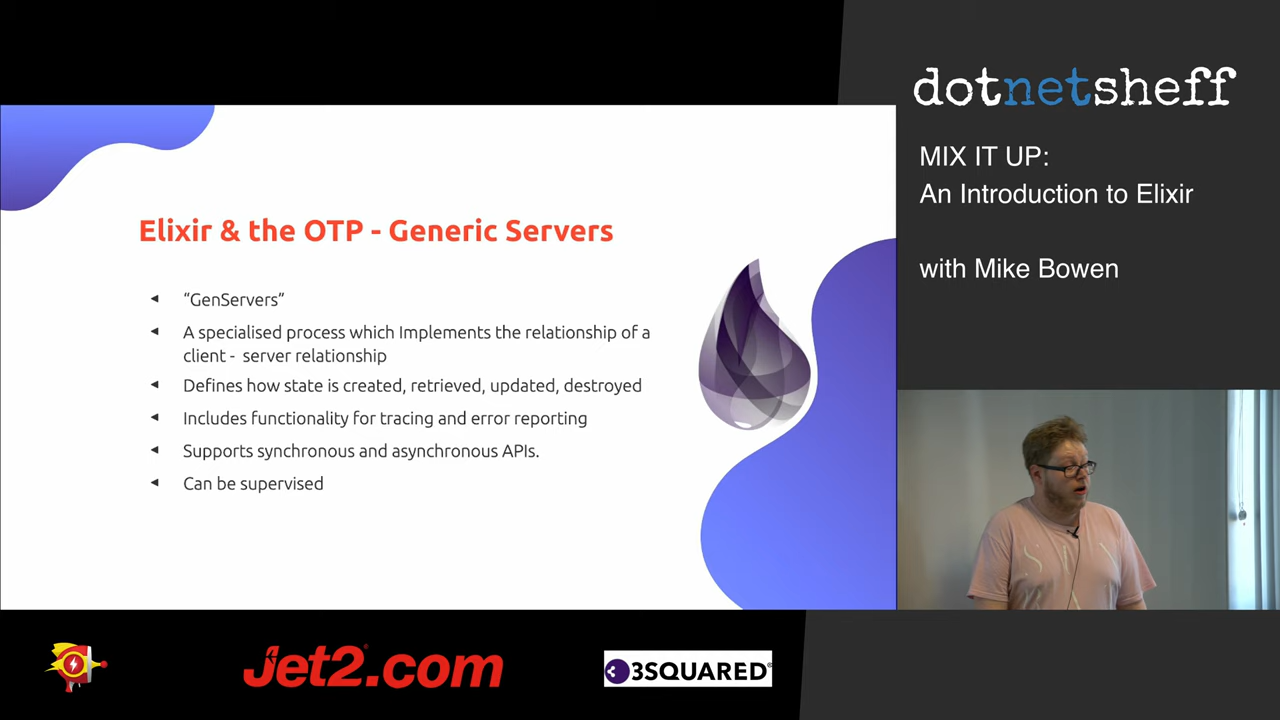 dotnetsheff
MIX IT UP:
An Introduction to Elixir
with Mike Bowen
Elixir & the OTP - Generic Servers
“GenServers”
A specialised process which Implements the relationship of a
client -  server relationship
Defines how state is created, retrieved, updated, destroyed
Includes functionality for tracing and error reporting
Supports synchronous and asynchronous APIs.
Can be supervised
Jet2.com
3SQUARED